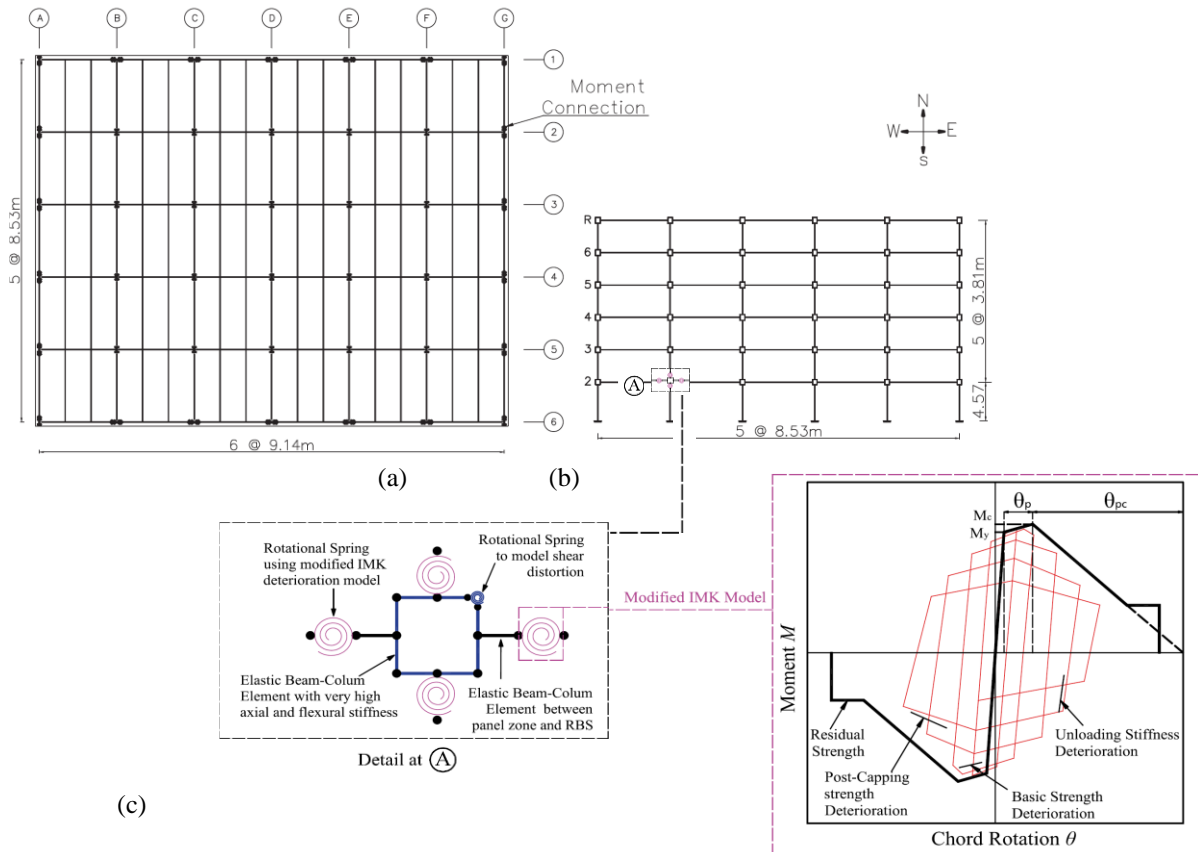 A
B
C
D
E
F
G
1
Moment
Connection
2
3
4
5
6
5 @ 8.53m
6 @ 9.14m
(a)
N
W
E
S
R
6
5
4
3
2
A
5 @ 3.81m
4.57
5 @ 8.53m
(b)
Rotational Spring
using modified IMK
deterioration model
Rotational Spring
to model shear
distortion
Elastic Beam-Colum
Element with very high
axial and flexural stiffness
Elastic Beam-Colum
Element between
panel zone and RBS
Detail at A
(c)
Modified IMK Model
θp
θpc
Mc
My
Moment M
Residual
Strength
Post-Capping
strength
Deterioration
Unloading Stiffness
Deterioration
Basic Strength
Deterioration
Chord Rotation θ